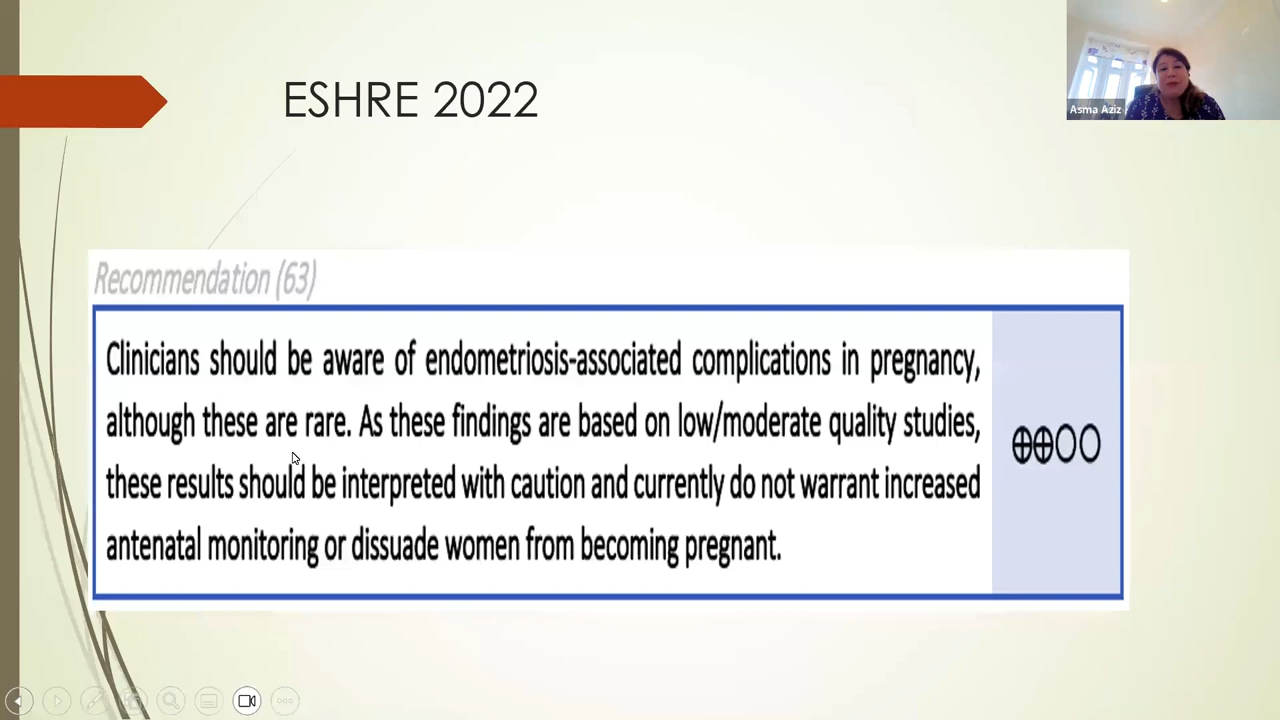 ESHRE 2022
Asma Aziz
Recommendation (63)
Clinicians should be aware of endometriosis-associated complications in pregnancy,
although these are rare. As these findings are based on low/moderate quality studies,
these results should be interpreted with caution and currently do not warrant increased
antenatal monitoring or dissuade women from becoming pregnant.
⊕⊕○○